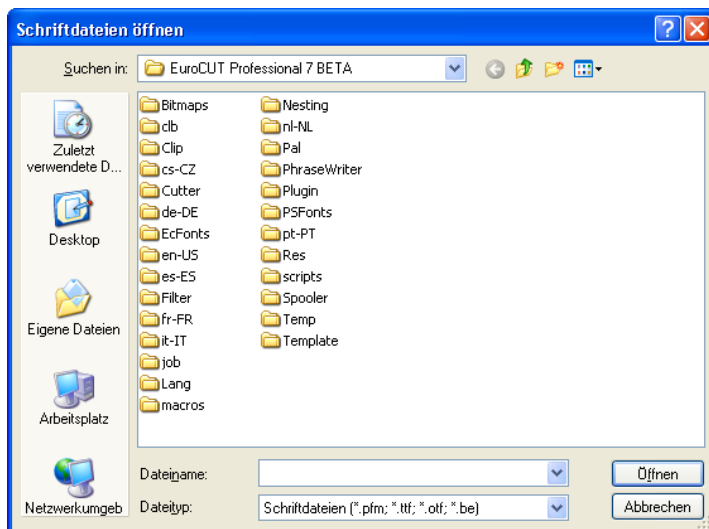 Schriftdateien öffnen
Suchen in: EuroCUT Professional 7 BETA
Zuletzt
verwendete D...
Desktop
Eigene Dateien
Arbeitsplatz
Netzwerkumgeb
Bitmaps
clb
Clip
cs-CZ
Cutter
de-DE
EcFonts
en-US
es-ES
Filter
fr-FR
it-IT
job
Lang
macros
Nesting
nl-NL
Pal
PhraseWriter
Plugin
PSFonts
pt-PT
Res
scripts
Spooler
Temp
Template
Dateiname:
Öffnen
Dateityp: Schriftdateien (*.pfm; *.ttf; *.otf; *.be)
Abbrechen